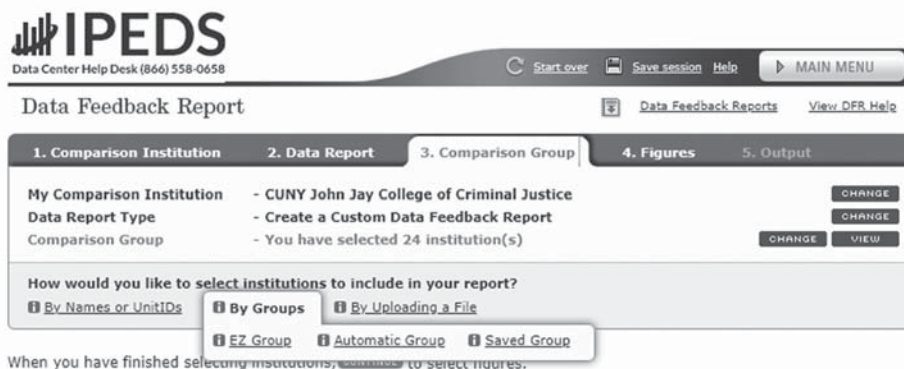 IPEDS
Data Center Help Desk (866) 558-0658
Start over Save session Help MAIN MENU
Data Feedback Report
Data Feedback Reports View DFR Help
1. Comparison Institution 2. Data Report 3. Comparison Group 4. Figures 5. Output
My Comparison Institution - CUNY John Jay College of Criminal Justice CHANGE
Data Report Type - Create a Custom Data Feedback Report CHANGE
Comparison Group - You have selected 24 institution(s) CHANGE VIEW
How would you like to select institutions to include in your report?
By Names or UnitIDs By Groups By Uploading a File
EZ Group Automatic Group Saved Group
When you have finished selecting institutions, to select figures.